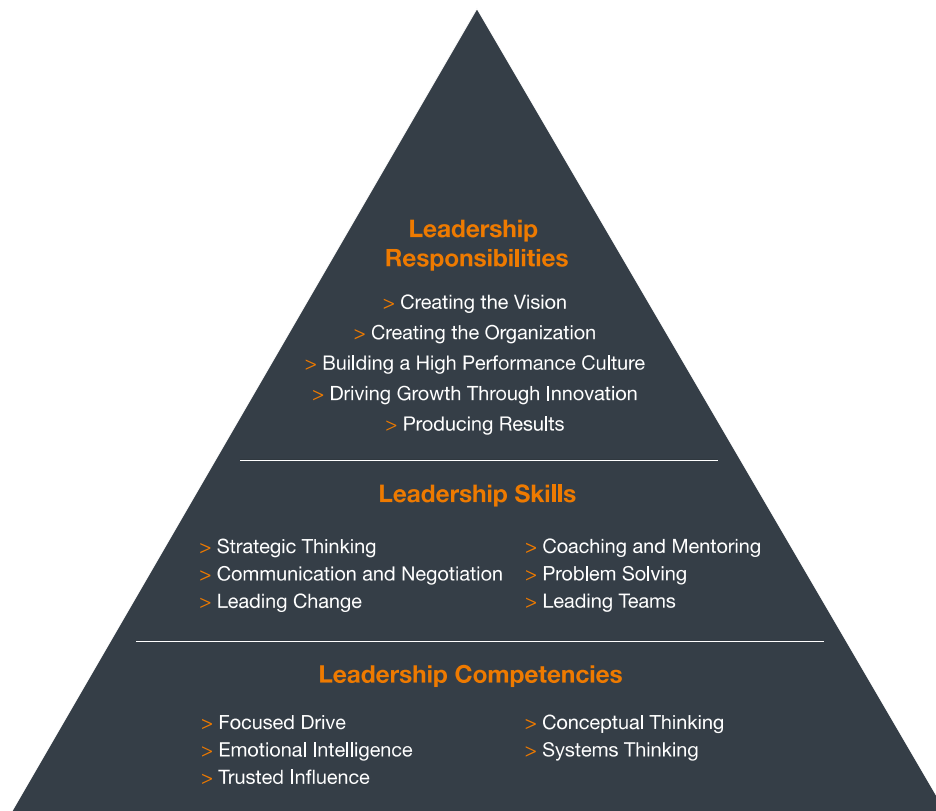 Leadership
Responsibilities
> Creating the Vision
> Creating the Organization
> Building a High Performance Culture
> Driving Growth Through Innovation
> Producing Results
Leadership Skills
> Strategic Thinking
> Communication and Negotiation
> Leading Change
> Coaching and Mentoring
> Problem Solving
> Leading Teams
Leadership Competencies
> Focused Drive
> Emotional Intelligence
> Trusted Influence
> Conceptual Thinking
> Systems Thinking